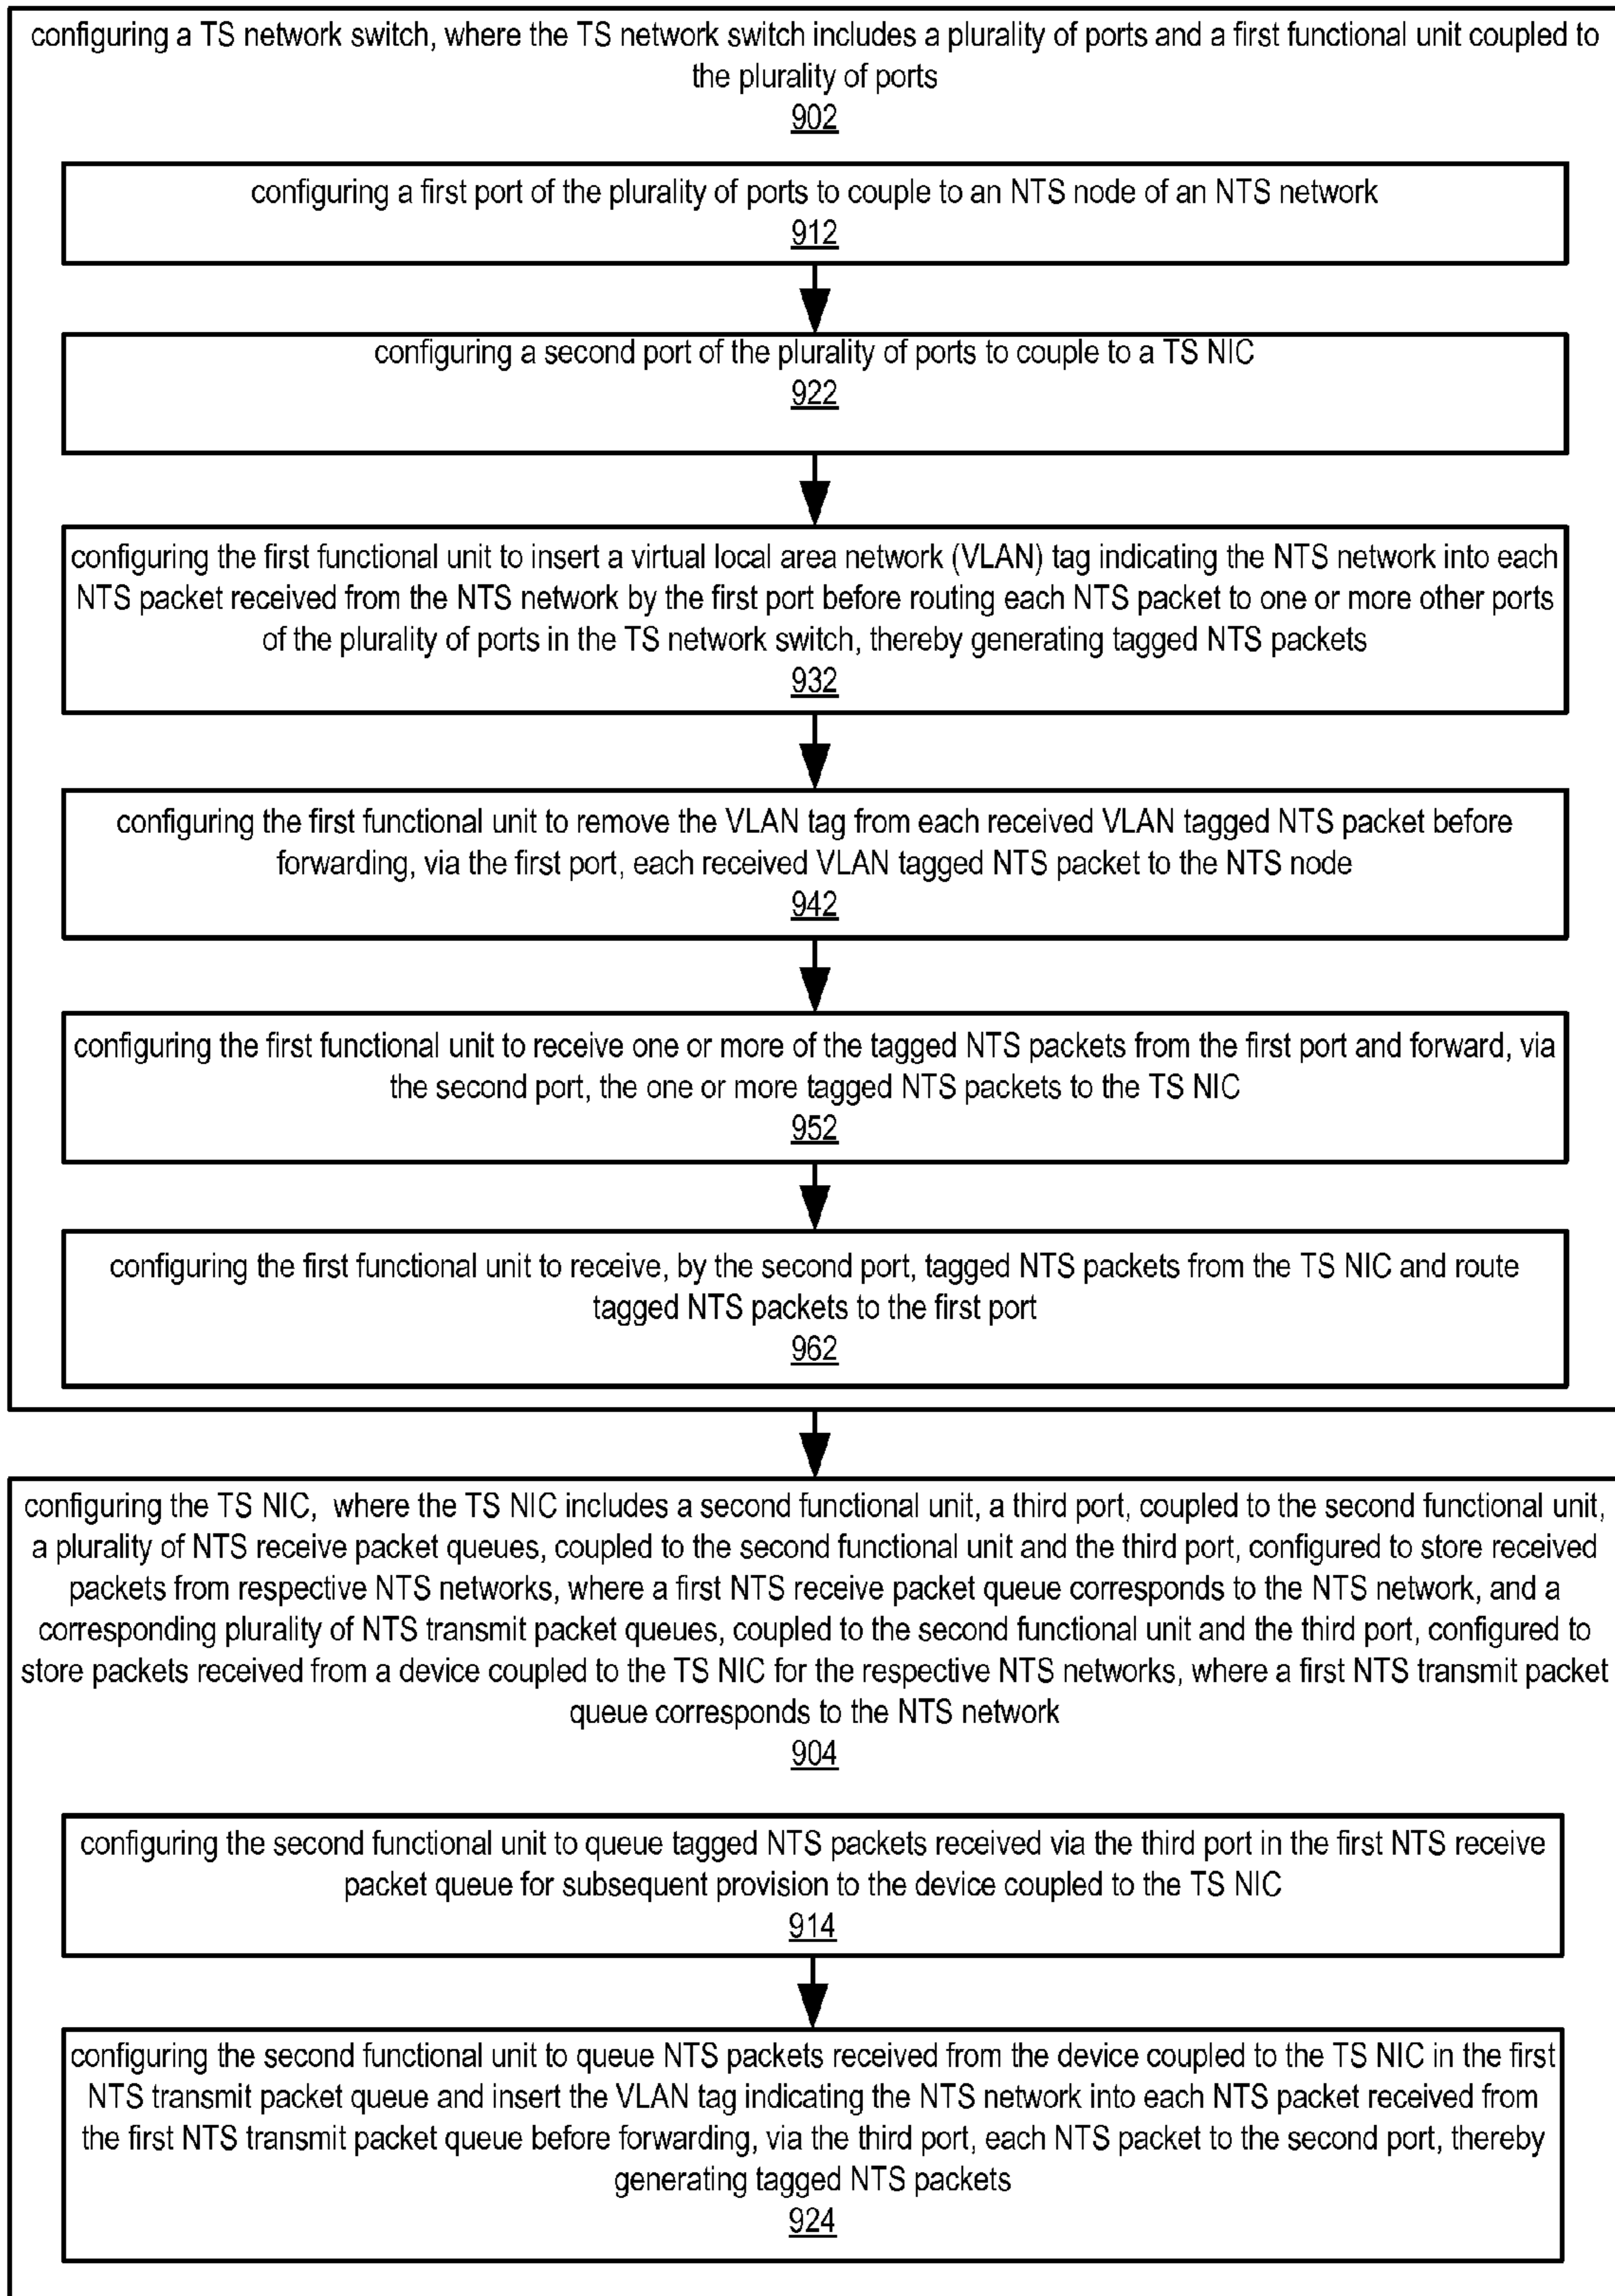 configuring a TS network switch, where the TS network switch includes a plurality of ports and a first functional unit coupled to
the plurality of ports
902
configuring a first port of the plurality of ports to couple to an NTS node of an NTS network
912
configuring a second port of the plurality of ports to couple to a TS NIC
922
configuring the first functional unit to insert a virtual local area network (VLAN) tag indicating the NTS network into each
NTS packet received from the NTS network by the first port before routing each NTS packet to one or more other ports
of the plurality of ports in the TS network switch, thereby generating tagged NTS packets
932
configuring the first functional unit to remove the VLAN tag from each received VLAN tagged NTS packet before
forwarding, via the first port, each received VLAN tagged NTS packet to the NTS node
942
configuring the first functional unit to receive one or more of the tagged NTS packets from the first port and forward, via
the second port, the one or more tagged NTS packets to the TS NIC
952
configuring the first functional unit to receive, by the second port, tagged NTS packets from the TS NIC and route
tagged NTS packets to the first port
962
configuring the TS NIC, where the TS NIC includes a second functional unit, a third port, coupled to the second functional unit,
a plurality of NTS receive packet queues, coupled to the second functional unit and the third port, configured to store received
packets from respective NTS networks, where a first NTS receive packet queue corresponds to the NTS network, and a
corresponding plurality of NTS transmit packet queues, coupled to the second functional unit and the third port, configured to
store packets received from a device coupled to the TS NIC for the respective NTS networks, where a first NTS transmit packet
queue corresponds to the NTS network
904
configuring the second functional unit to queue tagged NTS packets received via the third port in the first NTS receive
packet queue for subsequent provision to the device coupled to the TS NIC
914
configuring the second functional unit to queue NTS packets received from the device coupled to the TS NIC in the first
NTS transmit packet queue and insert the VLAN tag indicating the NTS network into each NTS packet received from
the first NTS transmit packet queue before forwarding, via the third port, each NTS packet to the second port, thereby
generating tagged NTS packets
924